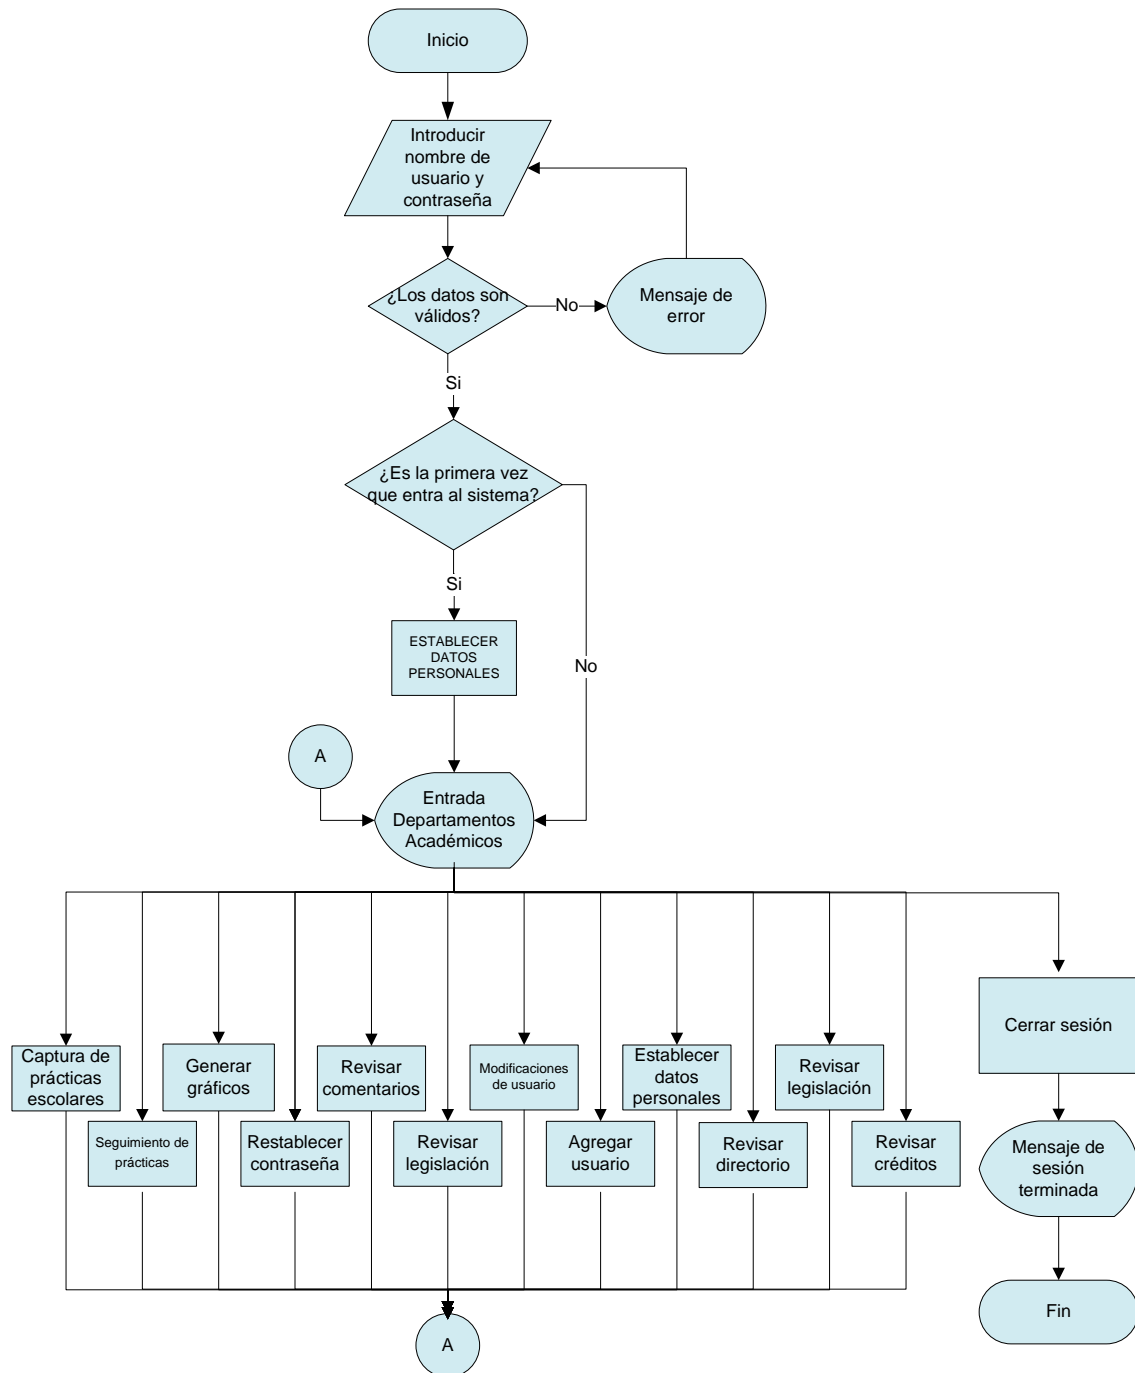 Inicio
Introducir
nombre de
usuario y
contraseña
¿Los datos son
válidos?
No
Mensaje de
error
Si
¿Es la primera vez
que entra al sistema?
Si
ESTABLECER
DATOS
PERSONALES
No
A
Entrada
Departamentos
Académicos
Captura de
prácticas
escolares
Seguimiento de
prácticas
Generar
gráficos
Restablecer
contraseña
Revisar
comentarios
Revisar
legislación
Modificaciones
de usuario
Agregar
usuario
Establecer
datos
personales
Revisar
directorio
Revisar
legislación
Revisar
créditos
Cerrar sesión
Mensaje de
sesión
terminada
Fin
A